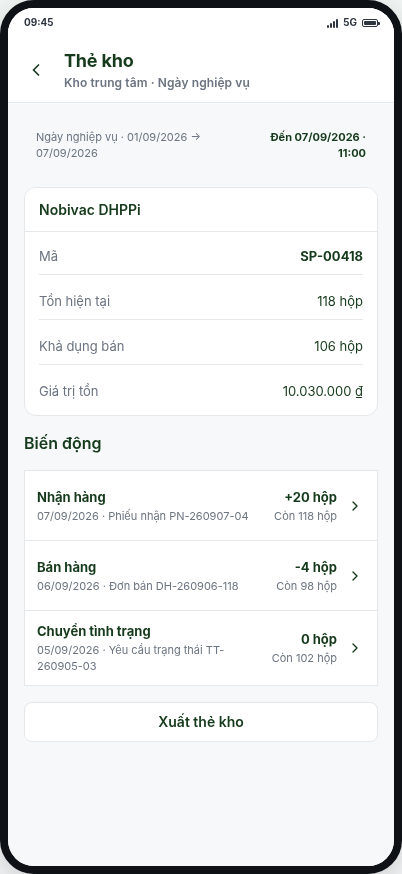 09:45
5G
Thẻ kho
Kho trung tâm · Ngày nghiệp vụ
Ngày nghiệp vụ · 01/09/2026 →
07/09/2026
Đến 07/09/2026 ·
11:00
Nobivac DHPPi
Mã
SP-00418
Tồn hiện tại
118 hộp
Khả dụng bán
106 hộp
Giá trị tồn
10.030.000 ₫
Biến động
Nhận hàng
+20 hộp
07/09/2026 · Phiếu nhận PN-260907-04
Còn 118 hộp
Bán hàng
-4 hộp
06/09/2026 · Đơn bán DH-260906-118
Còn 98 hộp
Chuyển tình trạng
0 hộp
05/09/2026 · Yêu cầu trạng thái TT-
260905-03
Còn 102 hộp
Xuất thẻ kho